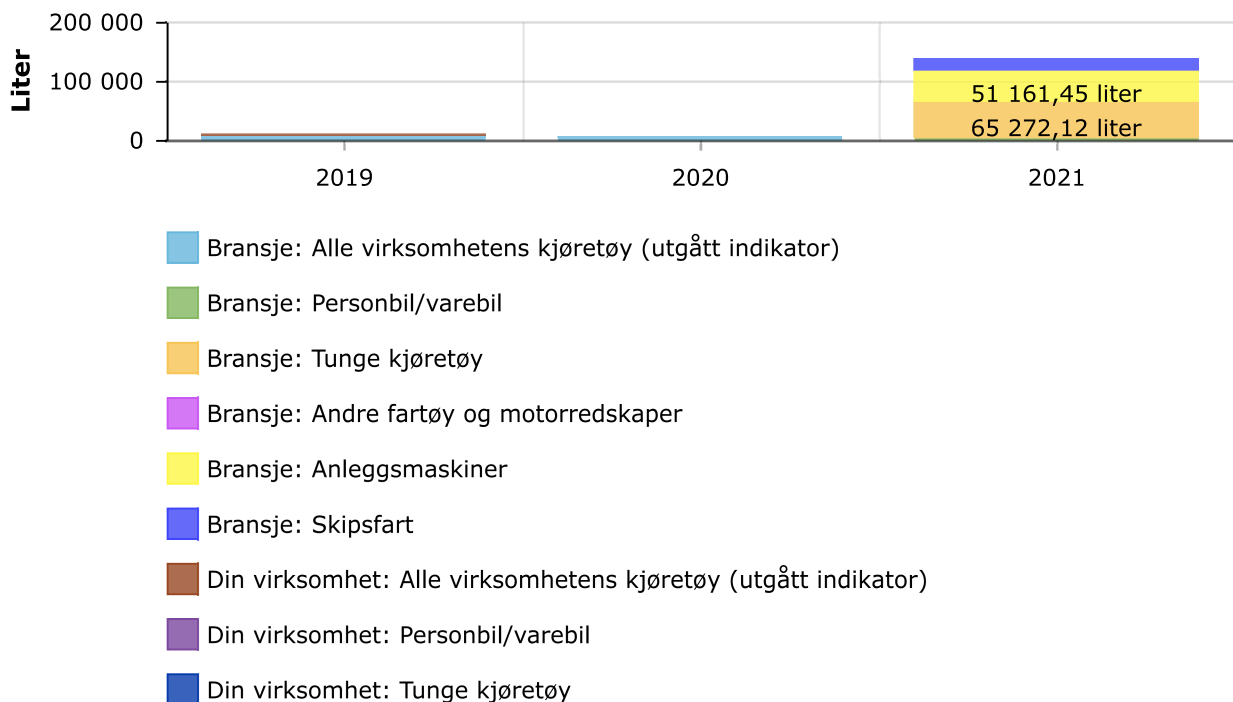 200 000
100 000
0
Liter
51 161,45 liter
65 272,12 liter
2019 2020 2021
Bransje: Alle virksomhetens kjøretøy (utgått indikator)
Bransje: Personbil/varebil
Bransje: Tunge kjøretøy
Bransje: Andre fartøy og motorredskaper
Bransje: Anleggsmaskiner
Bransje: Skipsfart
Din virksomhet: Alle virksomhetens kjøretøy (utgått indikator)
Din virksomhet: Personbil/varebil
Din virksomhet: Tunge kjøretøy